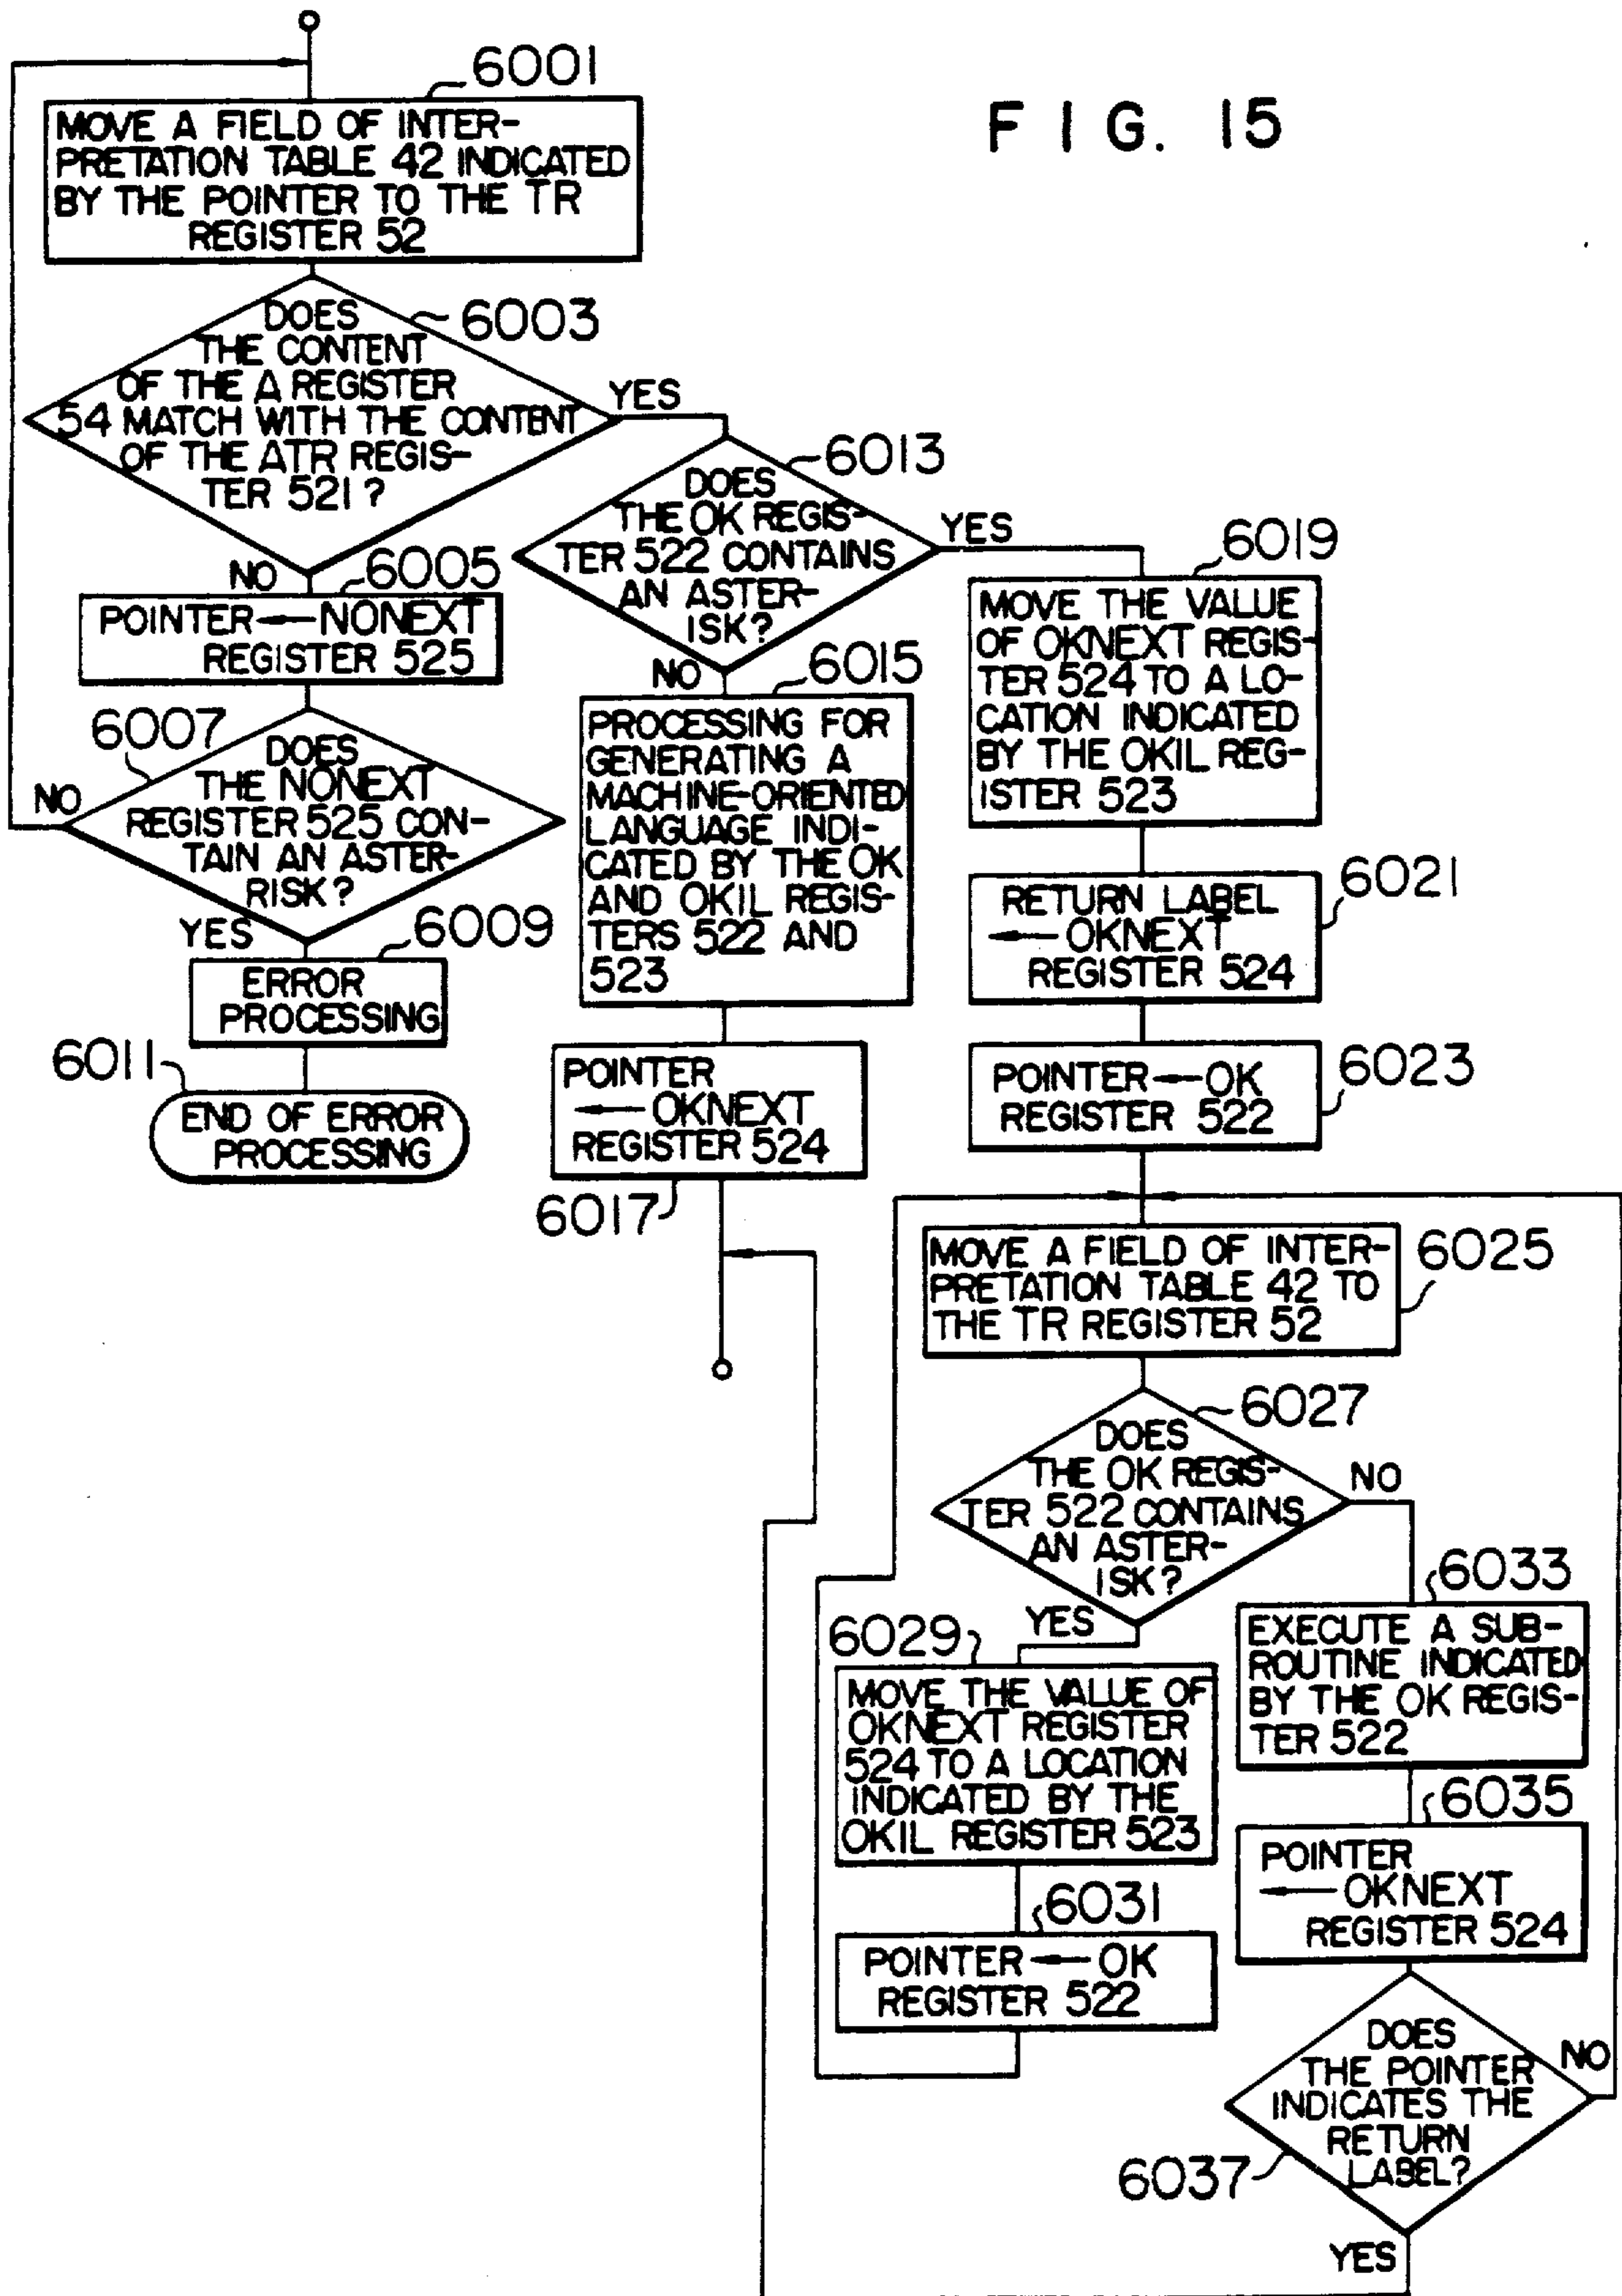 FIG. 15
6001
MOVE A FIELD OF INTER-
PRETATION TABLE 42 INDICATED
BY THE POINTER TO THE TR
REGISTER 52
6003
DOES
THE CONTENT
OF THE A REGISTER
54 MATCH WITH THE CONTENT
OF THE ATR REGIS-
TER 521?
YES
NO
6005
POINTER ← NONEXT
REGISTER 525
6007
DOES
THE NONEXT
REGISTER 525 CON-
TAIN AN ASTER-
RISK?
NO
YES
6009
ERROR
PROCESSING
6011
END OF ERROR
PROCESSING
6013
DOES
THE OK REGIS-
TER 522 CONTAINS
AN ASTER-
ISK?
YES
NO
6015
PROCESSING FOR
GENERATING A
MACHINE-ORIENTED
LANGUAGE INDI-
CATED BY THE OK
AND OKIL REGIS-
TERS 522 AND
523
POINTER
← OKNEXT
REGISTER 524
6017
6019
MOVE THE VALUE
OF OKNEXT REGIS-
TER 524 TO A LO-
CATION INDICATED
BY THE OKIL REG-
ISTER 523
6021
RETURN LABEL
← OKNEXT
REGISTER 524
6023
POINTER ← OK
REGISTER 522
6025
MOVE A FIELD OF INTER-
PRETATION TABLE 42 TO
THE TR REGISTER 52
6027
DOES
THE OK REGIS-
TER 522 CONTAINS
AN ASTER-
ISK?
NO
YES
6029
MOVE THE VALUE OF
OKNEXT REGISTER
524 TO A LOCATION
INDICATED BY THE
OKIL REGISTER 523
6031
POINTER ← OK
REGISTER 522
6033
EXECUTE A SUB-
ROUTINE INDICATED
BY THE OK REGIS-
TER 522
6035
POINTER
← OKNEXT
REGISTER 524
DOES
THE POINTER
INDICATES THE
RETURN
LABEL?
NO
6037
YES